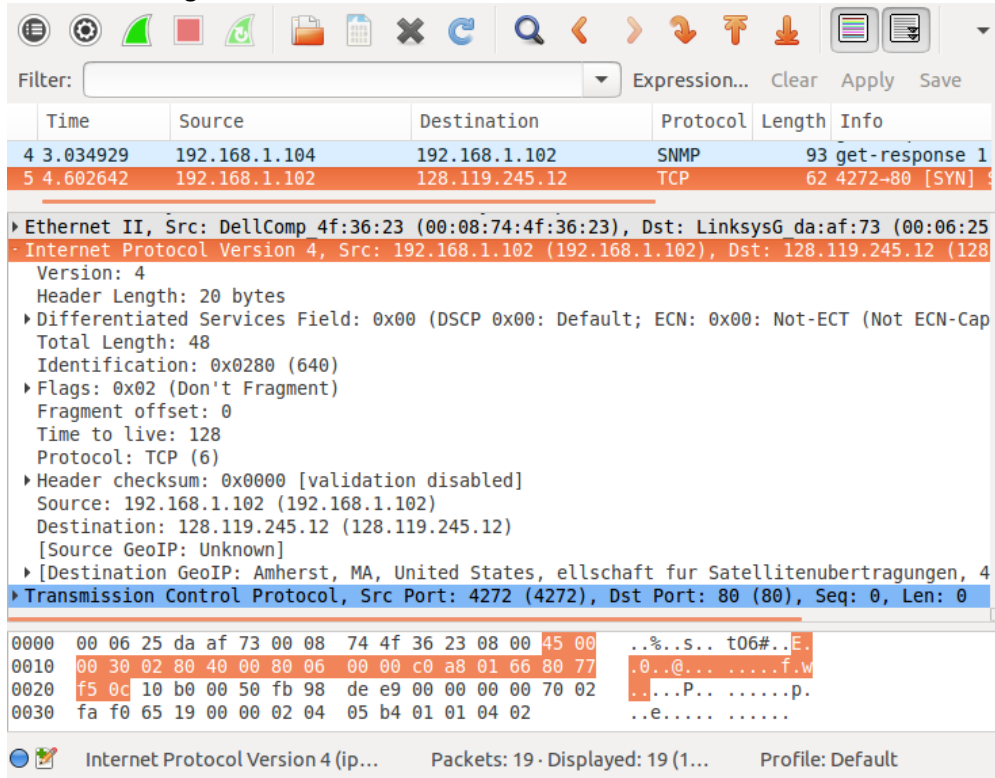 Filter: Expression... Clear Apply Save
Time Source Destination Protocol Length Info
4 3.034929 192.168.1.104 192.168.1.102 SNMP 93 get-response 1
5 4.602642 192.168.1.102 128.119.245.12 TCP 62 4272→80 [SYN]
Ethernet II, Src: DellComp_4f:36:23 (00:08:74:4f:36:23), Dst: LinksysG_da:af:73 (00:06:25
Internet Protocol Version 4, Src: 192.168.1.102 (192.168.1.102), Dst: 128.119.245.12 (128
Version: 4
Header Length: 20 bytes
Differentiated Services Field: 0x00 (DSCP 0x00: Default; ECN: 0x00: Not-ECT (Not ECN-Cap
Total Length: 48
Identification: 0x0280 (640)
Flags: 0x02 (Don't Fragment)
Fragment offset: 0
Time to live: 128
Protocol: TCP (6)
Header checksum: 0x0000 [validation disabled]
Source: 192.168.1.102 (192.168.1.102)
Destination: 128.119.245.12 (128.119.245.12)
[Source GeoIP: Unknown]
[Destination GeoIP: Amherst, MA, United States, ellschaft fur Satellitenubertragungen, 4
Transmission Control Protocol, Src Port: 4272 (4272), Dst Port: 80 (80), Seq: 0, Len: 0
0000 00 06 25 da af 73 00 08 74 4f 36 23 08 00 45 00 ..%..s.. tO6#..E.
0010 00 30 02 80 40 00 80 06 00 00 c0 a8 01 66 80 77 .0..@... .....f.w
0020 f5 0c 10 b0 00 50 fb 98 de e9 00 00 00 00 70 02 .....P.. ......p.
0030 fa f0 65 19 00 00 02 04 05 b4 01 01 04 02 ..e..... ......
Internet Protocol Version 4 (ip... Packets: 19 · Displayed: 19 (1... Profile: Default